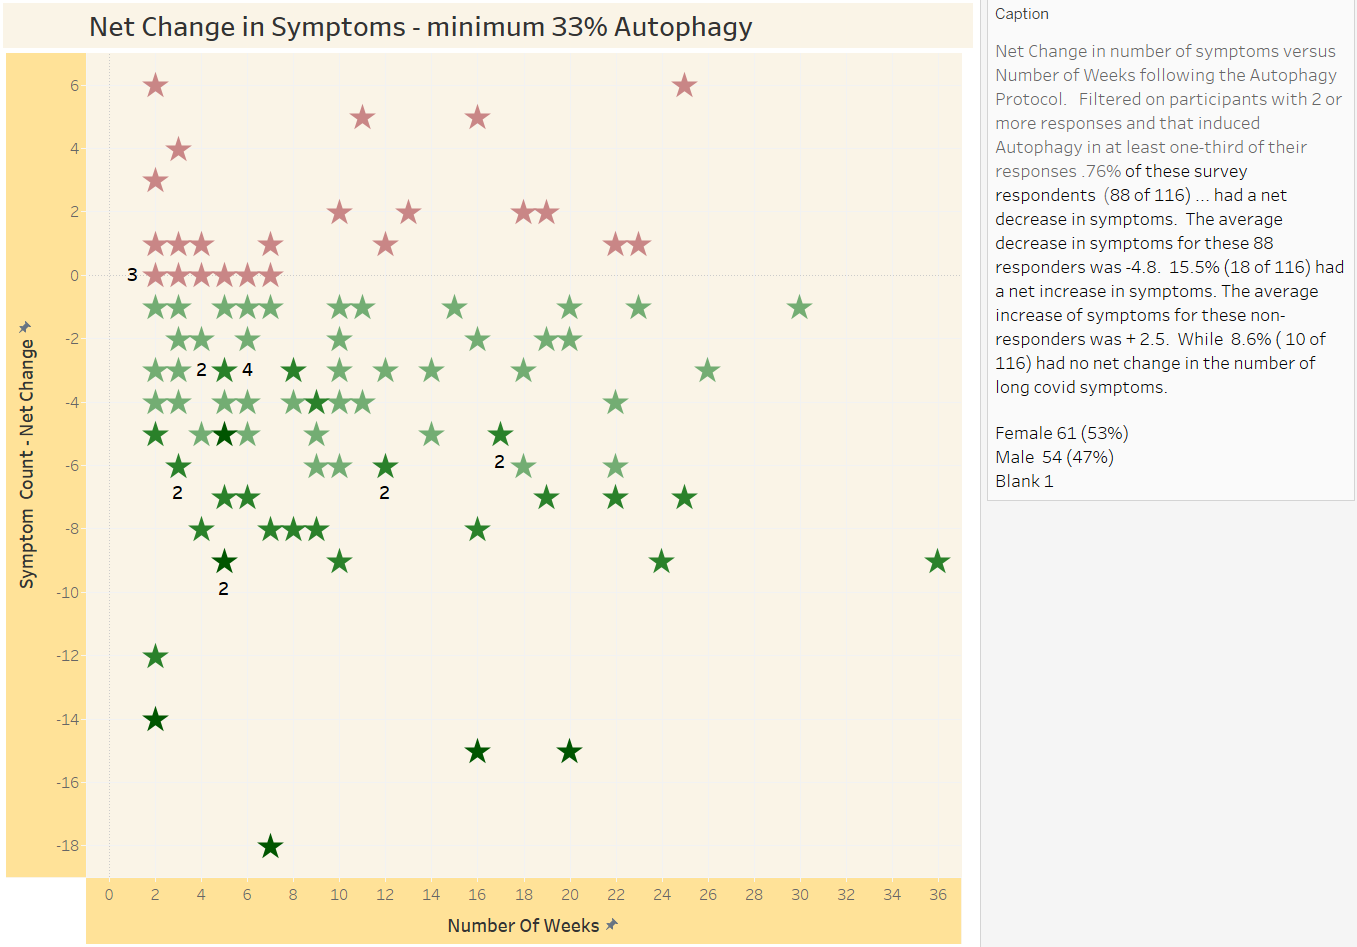 Net Change in Symptoms - minimum 33% Autophagy
Symptom Count - Net Change
6
4
2
0
-2
-4
-6
-8
-10
-12
-14
-16
-18
3
2
4
2
2
2
2
0 2 4 6 8 10 12 14 16 18 20 22 24 26 28 30 32 34 36
Number Of Weeks
Caption
Net Change in number of symptoms versus
Number of Weeks following the Autophagy
Protocol. Filtered on participants with 2 or
more responses and that induced
Autophagy in at least one-third of their
responses .76% of these survey
respondents (88 of 116) ... had a net
decrease in symptoms. The average
decrease in symptoms for these 88
responders was -4.8. 15.5% (18 of 116) had
a net increase in symptoms. The average
increase of symptoms for these non-
responders was + 2.5. While 8.6% ( 10 of
116) had no net change in the number of
long covid symptoms.
Female 61 (53%)
Male 54 (47%)
Blank 1